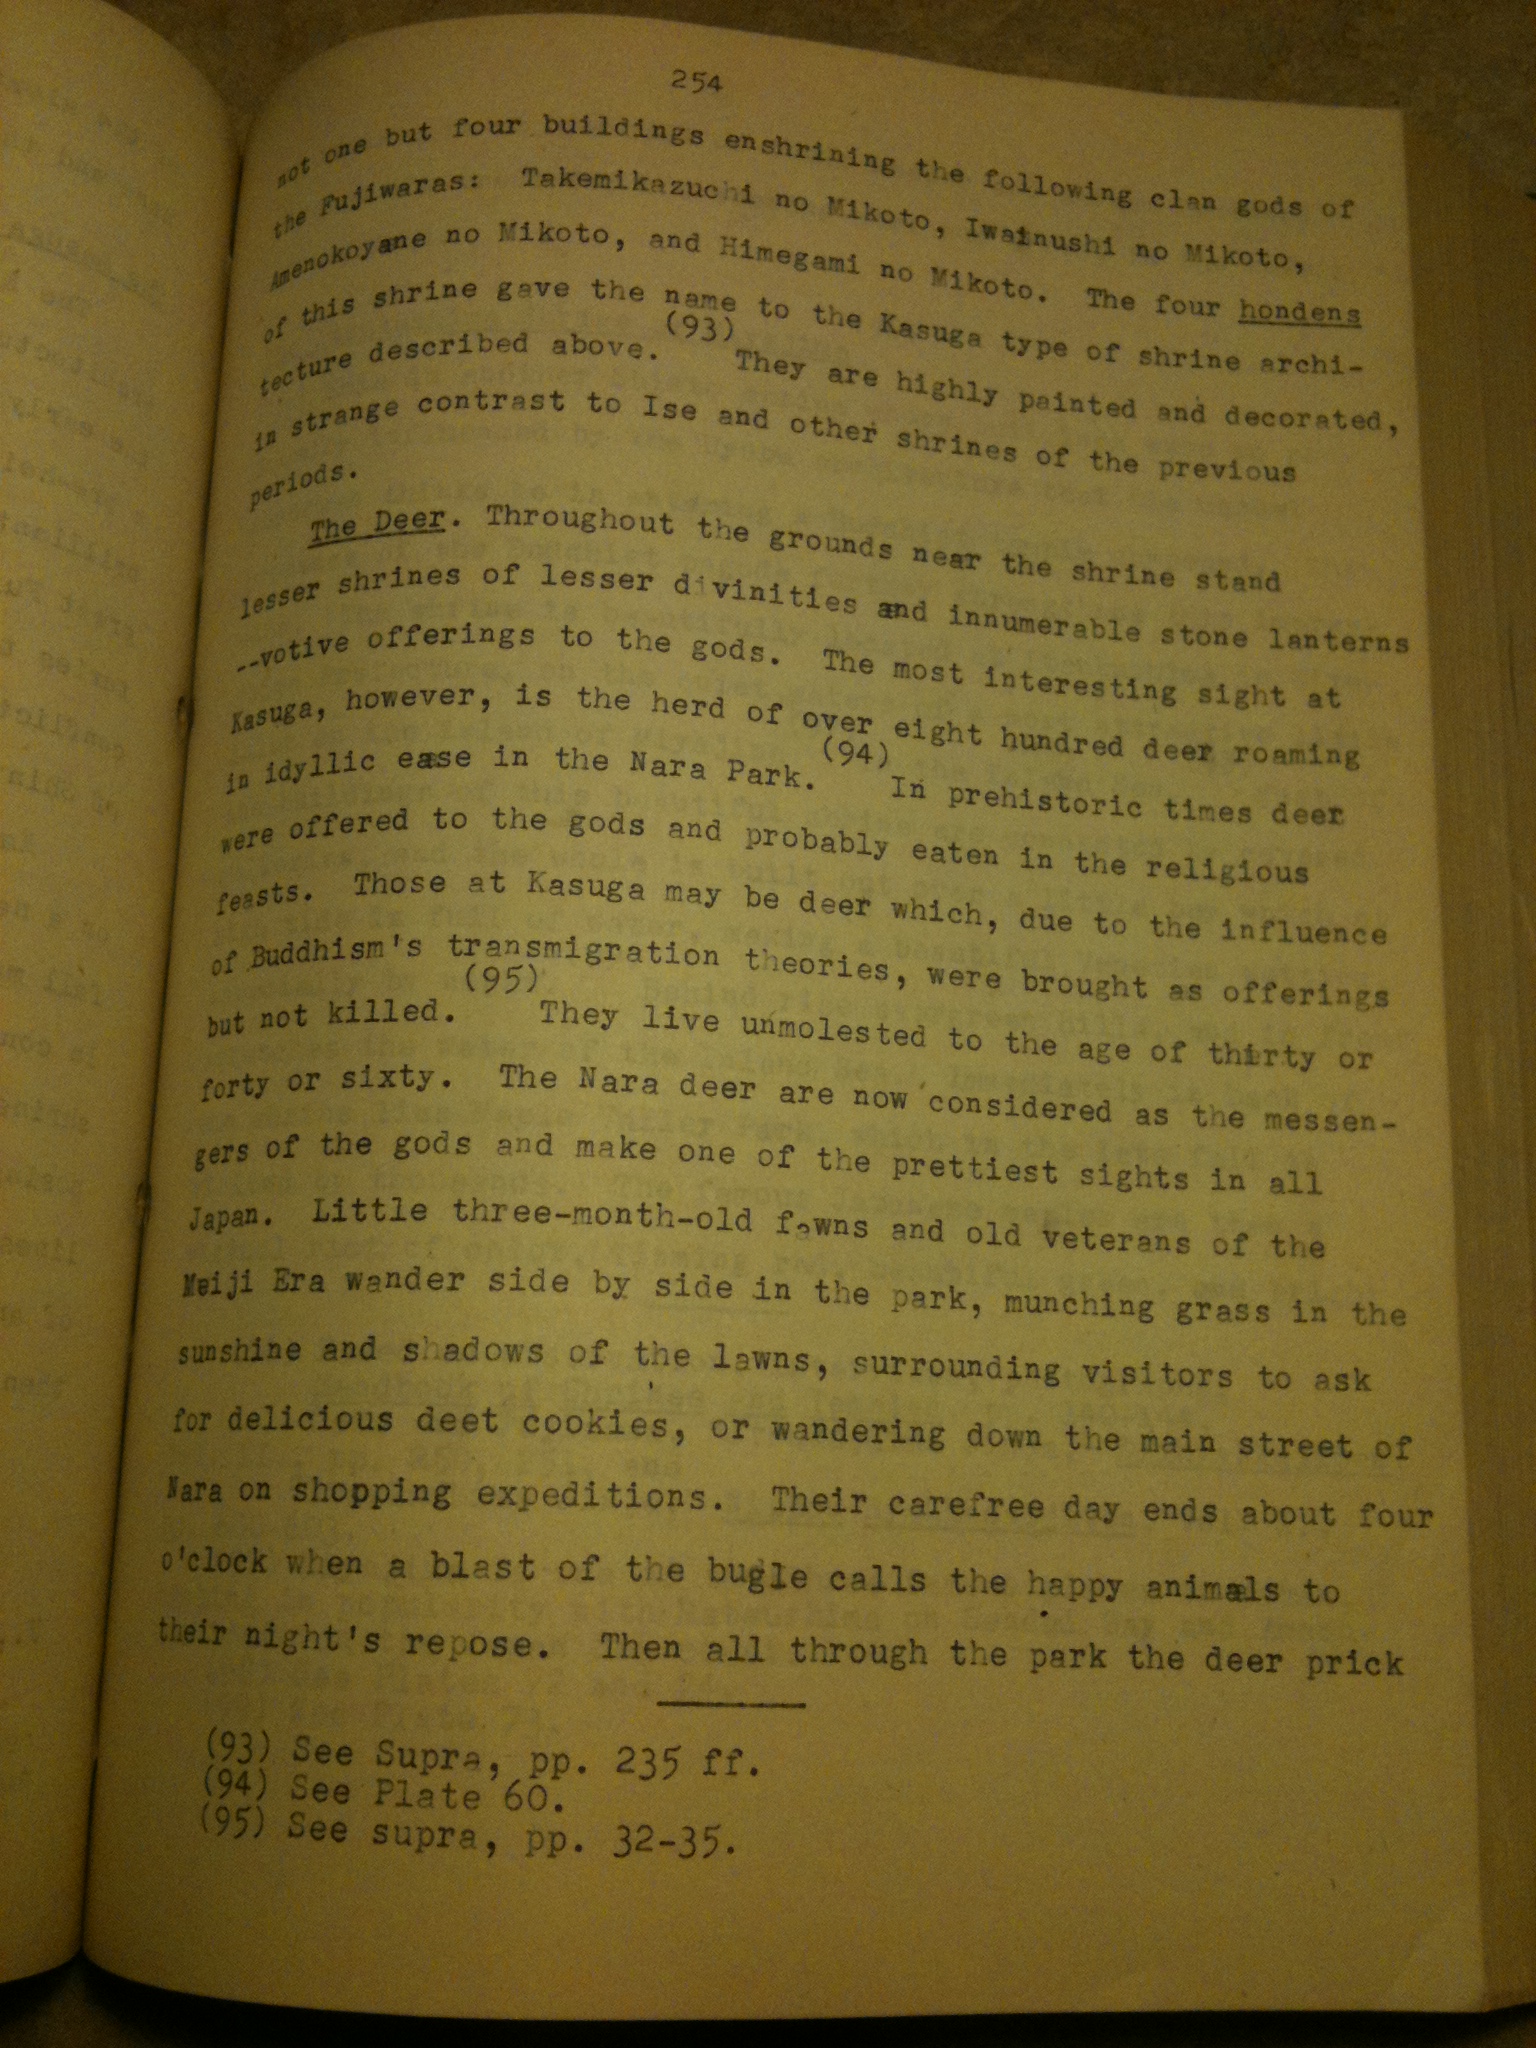 254
not one but four buildings enshrining the following clan gods of
the Fujiwaras: Takemikazuchi no Mikoto, Iwainushi no Mikoto,
Amenokoyane no Mikoto, and Himegami no Mikoto. The four hondens
of this shrine gave the name to the Kasuga type of shrine archi-
tecture described above.(93) They are highly painted and decorated,
in strange contrast to Ise and other shrines of the previous
periods.
The Deer. Throughout the grounds near the shrine stand
lesser shrines of lesser divinities and innumerable stone lanterns
--votive offerings to the gods. The most interesting sight at
Kasuga, however, is the herd of over eight hundred deer roaming
in idyllic ease in the Nara Park.(94) In prehistoric times deer
were offered to the gods and probably eaten in the religious
feasts. Those at Kasuga may be deer which, due to the influence
of Buddhism's transmigration theories, were brought as offerings
but not killed.(95) They live unmolested to the age of thirty or
forty or sixty. The Nara deer are now considered as the messen-
gers of the gods and make one of the prettiest sights in all
Japan. Little three-month-old fawns and old veterans of the
Meiji Era wander side by side in the park, munching grass in the
sunshine and shadows of the lawns, surrounding visitors to ask
for delicious deet cookies, or wandering down the main street of
Nara on shopping expeditions. Their carefree day ends about four
o'clock when a blast of the bugle calls the happy animals to
their night's repose. Then all through the park the deer prick
(93) See Supra, pp. 235 ff.
(94) See Plate 60.
(95) See supra, pp. 32-35.